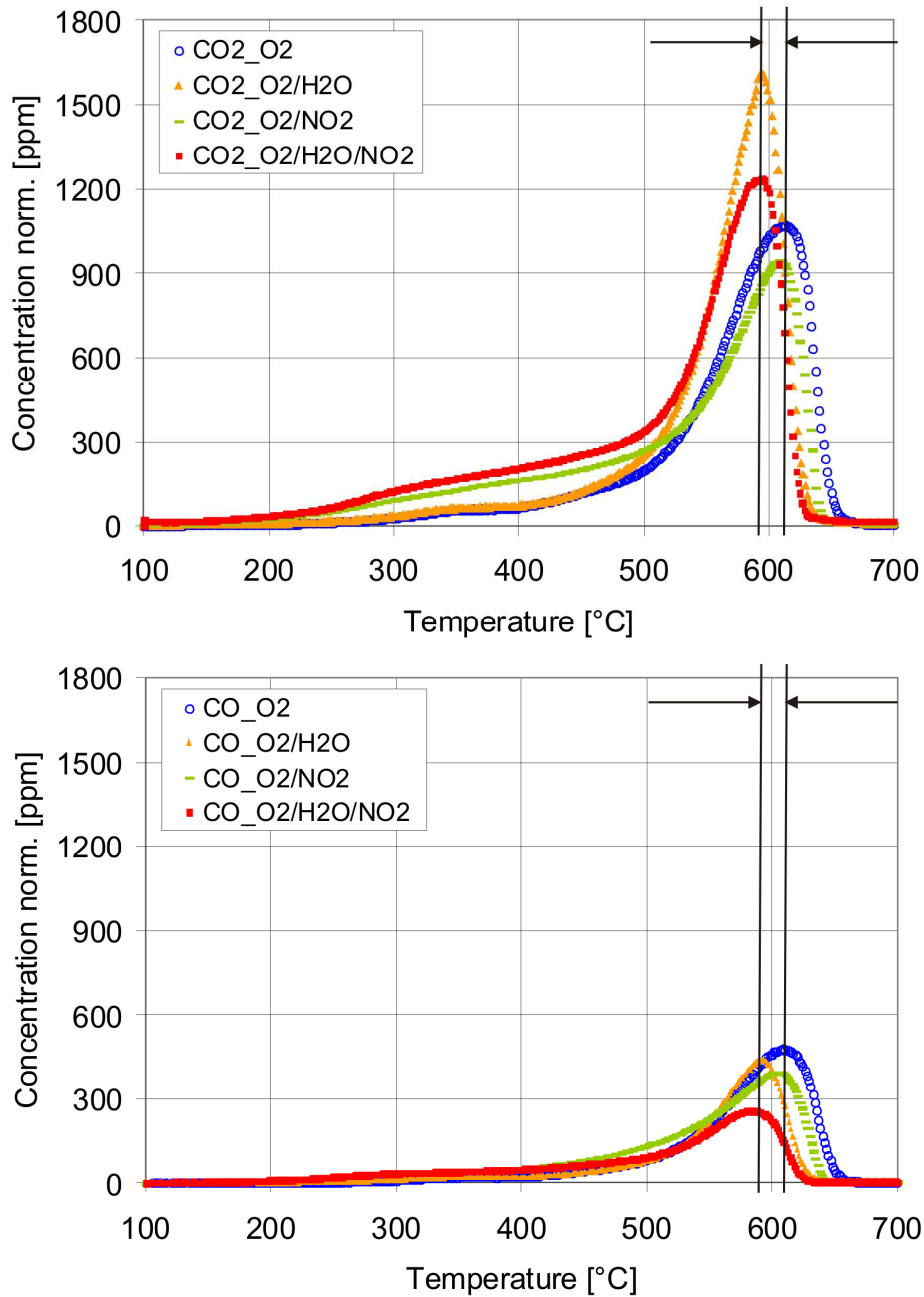 1800
1500
1200
900
600
300
0
Concentration norm. [ppm]
CO2_O2
CO2_O2/H2O
CO2_O2/NO2
CO2_O2/H2O/NO2
100 200 300 400 500 600 700
Temperature [°C]
1800
1500
1200
900
600
300
0
Concentration norm. [ppm]
CO_O2
CO_O2/H2O
CO_O2/NO2
CO_O2/H2O/NO2
100 200 300 400 500 600 700
Temperature [°C]